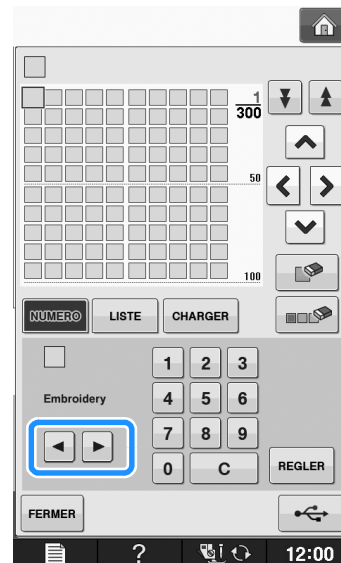 1
300
50
100
NUMERO LISTE CHARGER
Embroidery
1 2 3
4 5 6
7 8 9
0 C REGLER
FERMER
? i 12:00